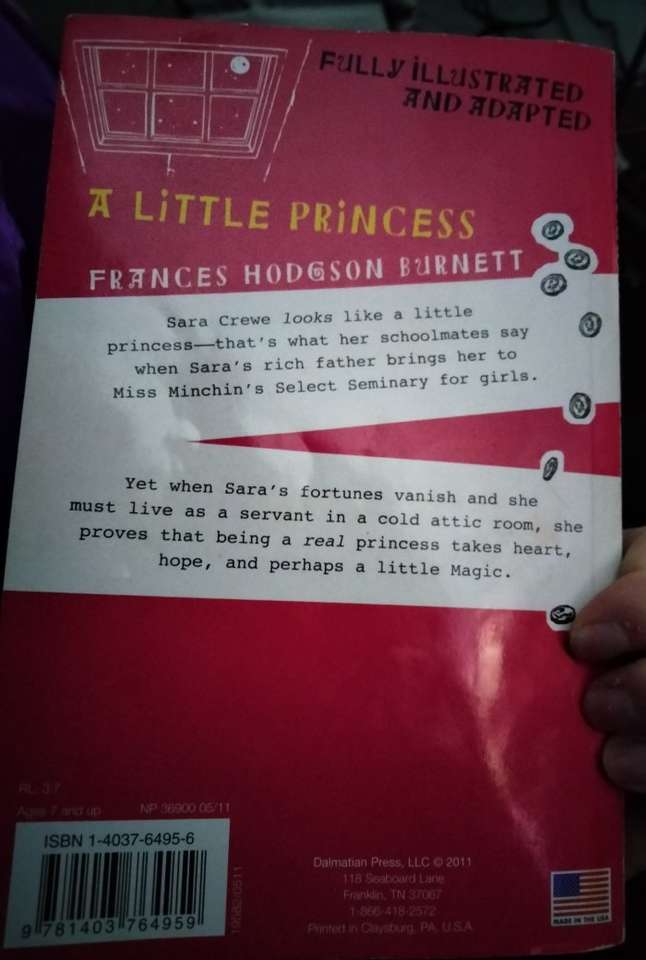 FULLY iLLUSTRATED
AND ADAPTED
A LiTTLE PRiNCESS
FRANCES HODGSON BURNETT
Sara Crewe looks like a little
princess—that's what her schoolmates say
when Sara's rich father brings her to
Miss Minchin's Select Seminary for girls.
Yet when Sara's fortunes vanish and she
must live as a servant in a cold attic room, she
proves that being a real princess takes heart,
hope, and perhaps a little Magic.
RL: 3.7
Ages 7 and up
NP 36900 05/11
ISBN 1-4037-6495-6
9 781403 764959
Dalmatian Press, LLC © 2011
118 Seaboard Lane
Franklin, TN 37067
1-866-418-2572
Printed in Claysburg, PA, U.S.A.
MADE IN THE USA